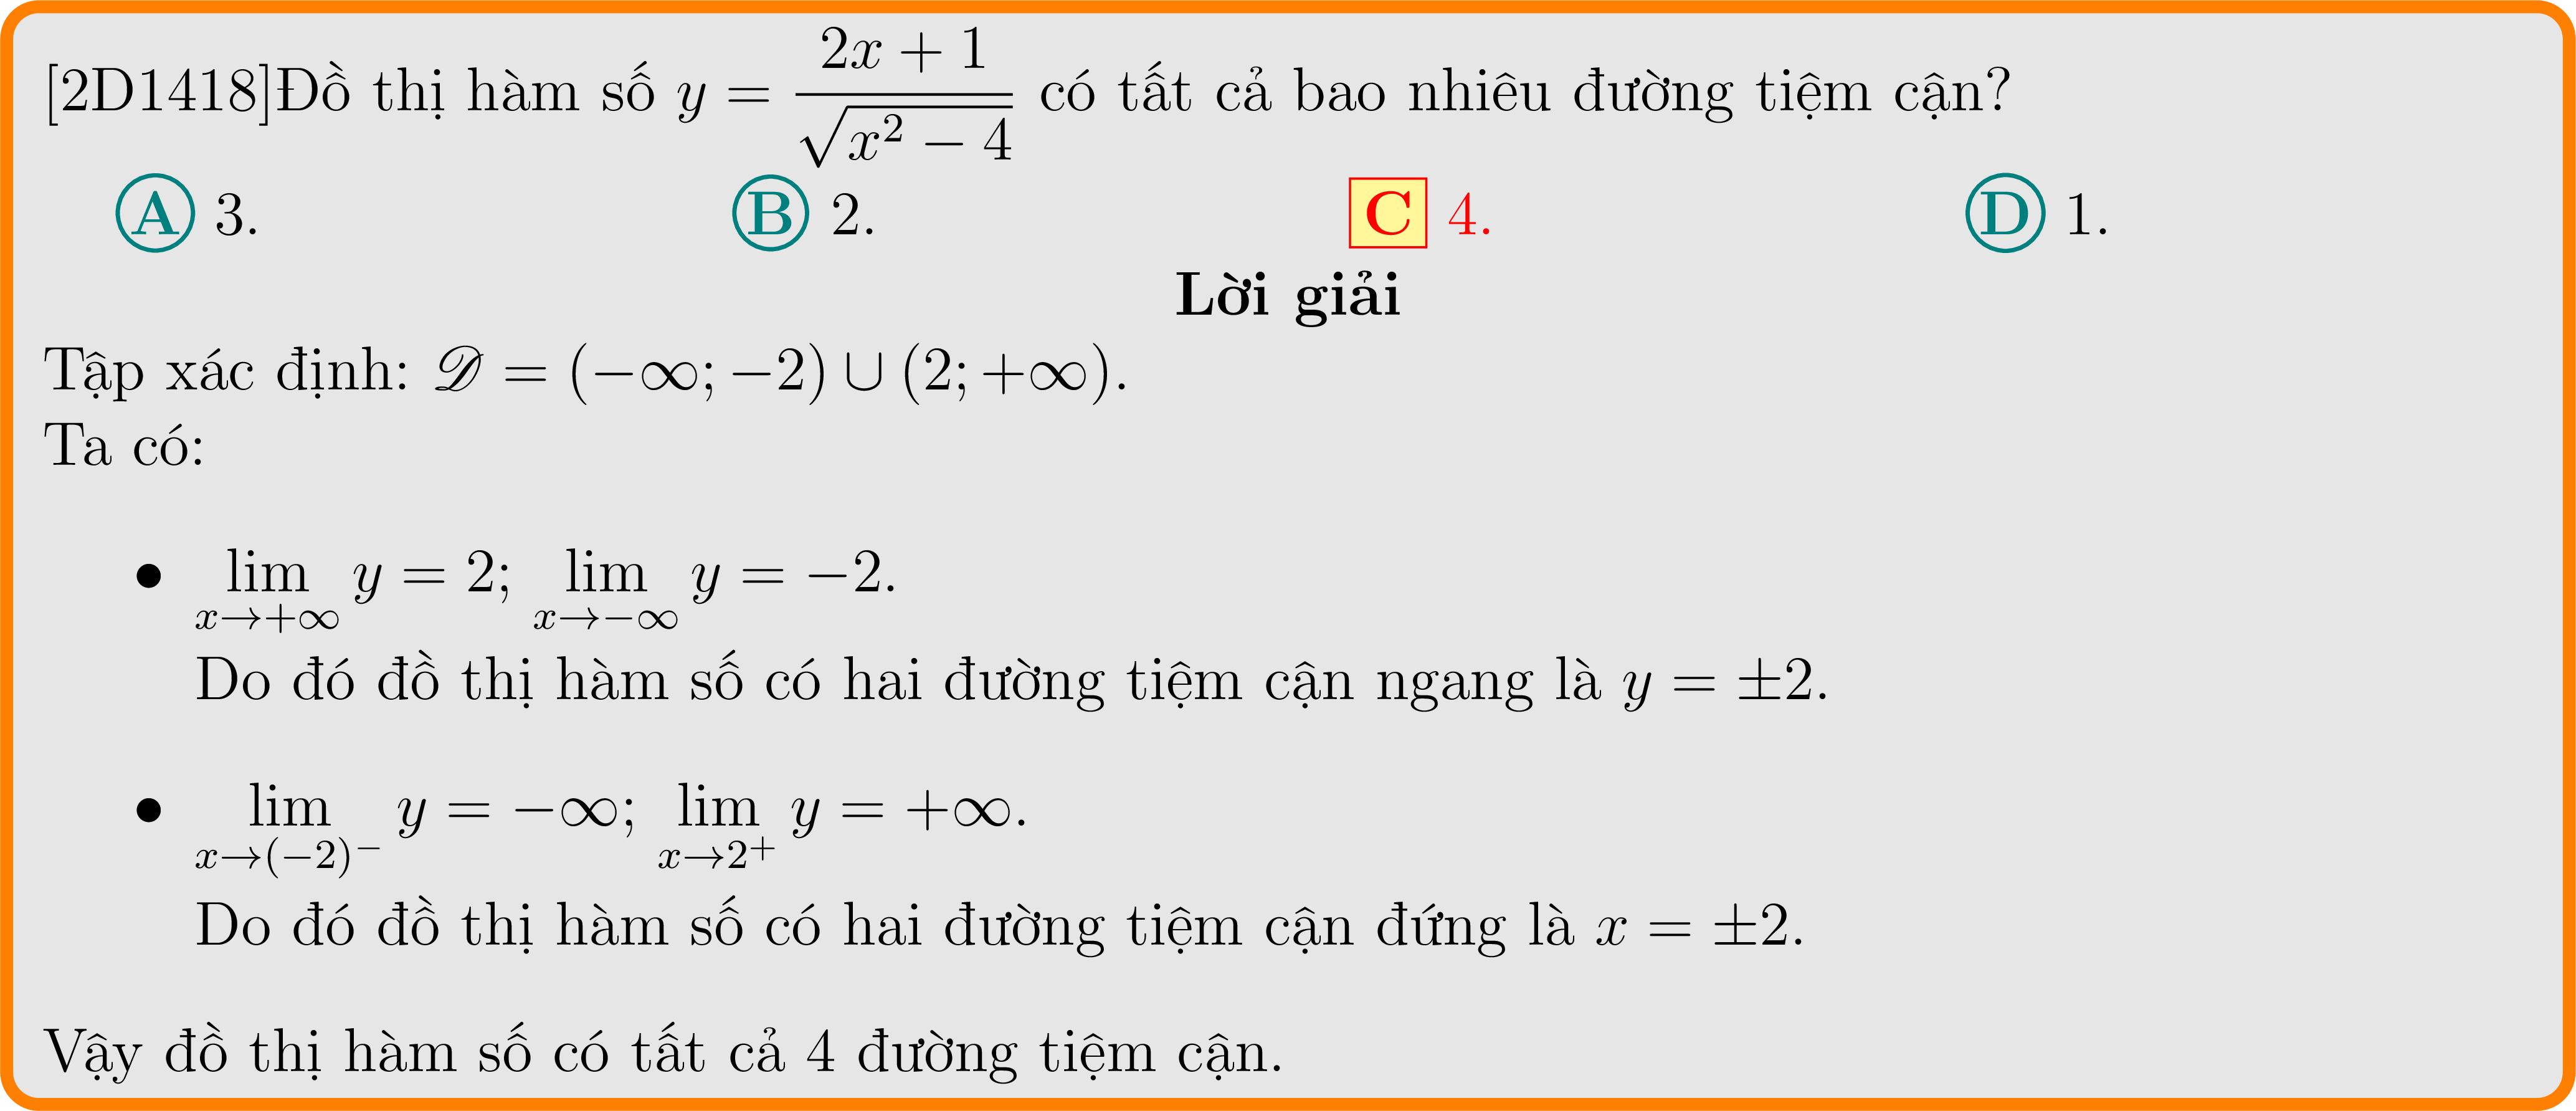 [2D1418]Đồ thị hàm số $y = \dfrac{2x+1}{\sqrt{x^2-4}}$ có tất cả bao nhiêu đường tiệm cận?
A 3. B 2. C 4. D 1.
Lời giải
Tập xác định: $\mathscr{D} = (-\infty; -2) \cup (2; +\infty)$.
Ta có:
• $\lim\limits_{x \to +\infty} y = 2$; $\lim\limits_{x \to -\infty} y = -2$.
Do đó đồ thị hàm số có hai đường tiệm cận ngang là $y = \pm 2$.
• $\lim\limits_{x \to (-2)^-} y = -\infty$; $\lim\limits_{x \to 2^+} y = +\infty$.
Do đó đồ thị hàm số có hai đường tiệm cận đứng là $x = \pm 2$.
Vậy đồ thị hàm số có tất cả 4 đường tiệm cận.